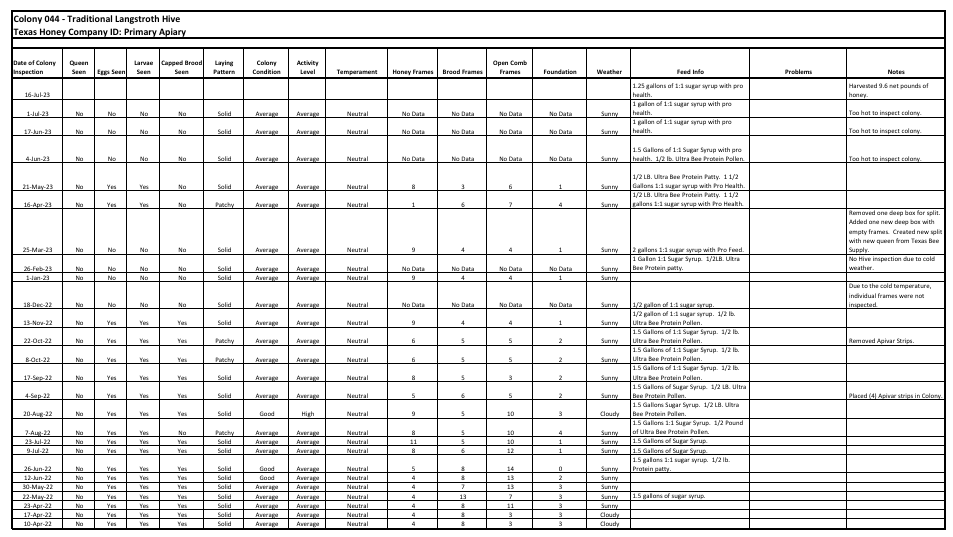 Colony 044 - Traditional Langstroth Hive
Texas Honey Company ID: Primary Apiary
Date of Colony Inspection Queen Seen Eggs Seen Larvae Seen Capped Brood Seen Laying Pattern Colony Condition Activity Level Temperament Honey Frames Brood Frames Open Comb Frames Foundation Weather Feed Info Problems Notes
16-Jul-23 1.25 gallons of 1:1 sugar syrup with pro health. Harvested 9.6 net pounds of honey.
1-Jul-23 No No No No Solid Average Average Neutral No Data No Data No Data No Data Sunny 1 gallon of 1:1 sugar syrup with pro health. Too hot to inspect colony.
17-Jun-23 No No No No Solid Average Average Neutral No Data No Data No Data No Data Sunny 1 gallon of 1:1 sugar syrup with pro health. Too hot to inspect colony.
4-Jun-23 No No No No Solid Average Average Neutral No Data No Data No Data No Data Sunny 1.5 Gallons of 1:1 Sugar syrup with pro health. 1/2 lb. Ultra Bee Protein Pollen. Too hot to inspect colony.
21-May-23 No Yes Yes No Solid Average Average Neutral 8 3 6 1 Sunny 1/2 LB. Ultra Bee Protein Patty. 1 1/2 Gallons 1:1 sugar syrup with Pro Health.
16-Apr-23 No Yes Yes No Patchy Average Average Neutral 1 6 7 4 Sunny 1/2 LB. Ultra Bee Protein Patty. 1 1/2 gallons 1:1 sugar syrup with Pro Health.
25-Mar-23 No No No No Solid Average Average Neutral 9 4 4 1 Sunny 2 gallons 1:1 sugar syrup with Pro Feed. Removed one deep box for split. Added one new deep box with empty frames. Created new split with new queen from Texas Bee Supply.
26-Feb-23 No No No No Solid Average Average Neutral No Data No Data No Data No Data Sunny 1 Gallon 1:1 Sugar Syrup. 1/2LB. Ultra Bee Protein patty. No Hive inspection due to cold weather.
1-Jan-23 No No No No Solid Average Average Neutral 9 4 4 1 Sunny
18-Dec-22 No No No No Solid Average Average Neutral No Data No Data No Data No Data Sunny 1/2 gallon of 1:1 sugar syrup. Due to the cold temperature, individual frames were not inspected.
13-Nov-22 No Yes Yes Yes Solid Average Average Neutral 9 4 4 1 Sunny 1/2 gallon of 1:1 sugar syrup. 1/2 lb. Ultra Bee Protein Pollen.
22-Oct-22 No Yes Yes Yes Patchy Average Average Neutral 6 5 5 2 Sunny 1.5 Gallons of 1:1 Sugar Syrup. 1/2 lb. Ultra Bee Protein Pollen. Removed Apivar Strips.
8-Oct-22 No Yes Yes Yes Patchy Average Average Neutral 6 5 5 2 Sunny 1.5 Gallons of 1:1 Sugar Syrup. 1/2 lb. Ultra Bee Protein Pollen.
17-Sep-22 No Yes Yes Yes Solid Average Average Neutral 8 5 3 2 Sunny 1.5 Gallons of 1:1 Sugar Syrup. 1/2 lb. Ultra Bee Protein Pollen.
4-Sep-22 No Yes Yes Yes Solid Average Average Neutral 5 6 5 2 Sunny 1.5 Gallons of Sugar Syrup. 1/2 LB. Ultra Bee Protein Pollen. Placed (4) Apivar strips in Colony.
20-Aug-22 No Yes Yes Yes Solid Good High Neutral 9 5 10 3 Cloudy 1.5 Gallons Sugar Syrup. 1/2 LB. Ultra Bee Protein Pollen.
7-Aug-22 No Yes Yes No Patchy Average Average Neutral 8 5 10 4 Sunny 1.5 Gallons 1:1 Sugar Syrup. 1/2 Pound of Ultra Bee Protein Pollen.
23-Jul-22 No Yes Yes Yes Solid Average Average Neutral 11 5 10 1 Sunny 1.5 Gallons of Sugar Syrup.
9-Jul-22 No Yes Yes Yes Solid Average Average Neutral 8 6 12 1 Sunny 1.5 Gallons of Sugar Syrup.
26-Jun-22 No Yes Yes Yes Solid Good Average Neutral 5 8 14 0 Sunny 1.5 gallons 1:1 sugar syrup. 1/2 lb. Protein patty.
12-Jun-22 No Yes Yes Yes Solid Good Average Neutral 4 8 13 2 Sunny
30-May-22 No Yes Yes Yes Solid Average Average Neutral 4 7 13 3 Sunny
22-May-22 No Yes Yes Yes Solid Average Average Neutral 4 13 7 3 Sunny 1.5 gallons of sugar syrup.
23-Apr-22 No Yes Yes Yes Solid Average Average Neutral 4 8 11 3 Sunny
17-Apr-22 No Yes Yes Yes Solid Average Average Neutral 4 8 3 3 Cloudy
10-Apr-22 No Yes Yes Yes Solid Average Average Neutral 4 8 3 3 Cloudy